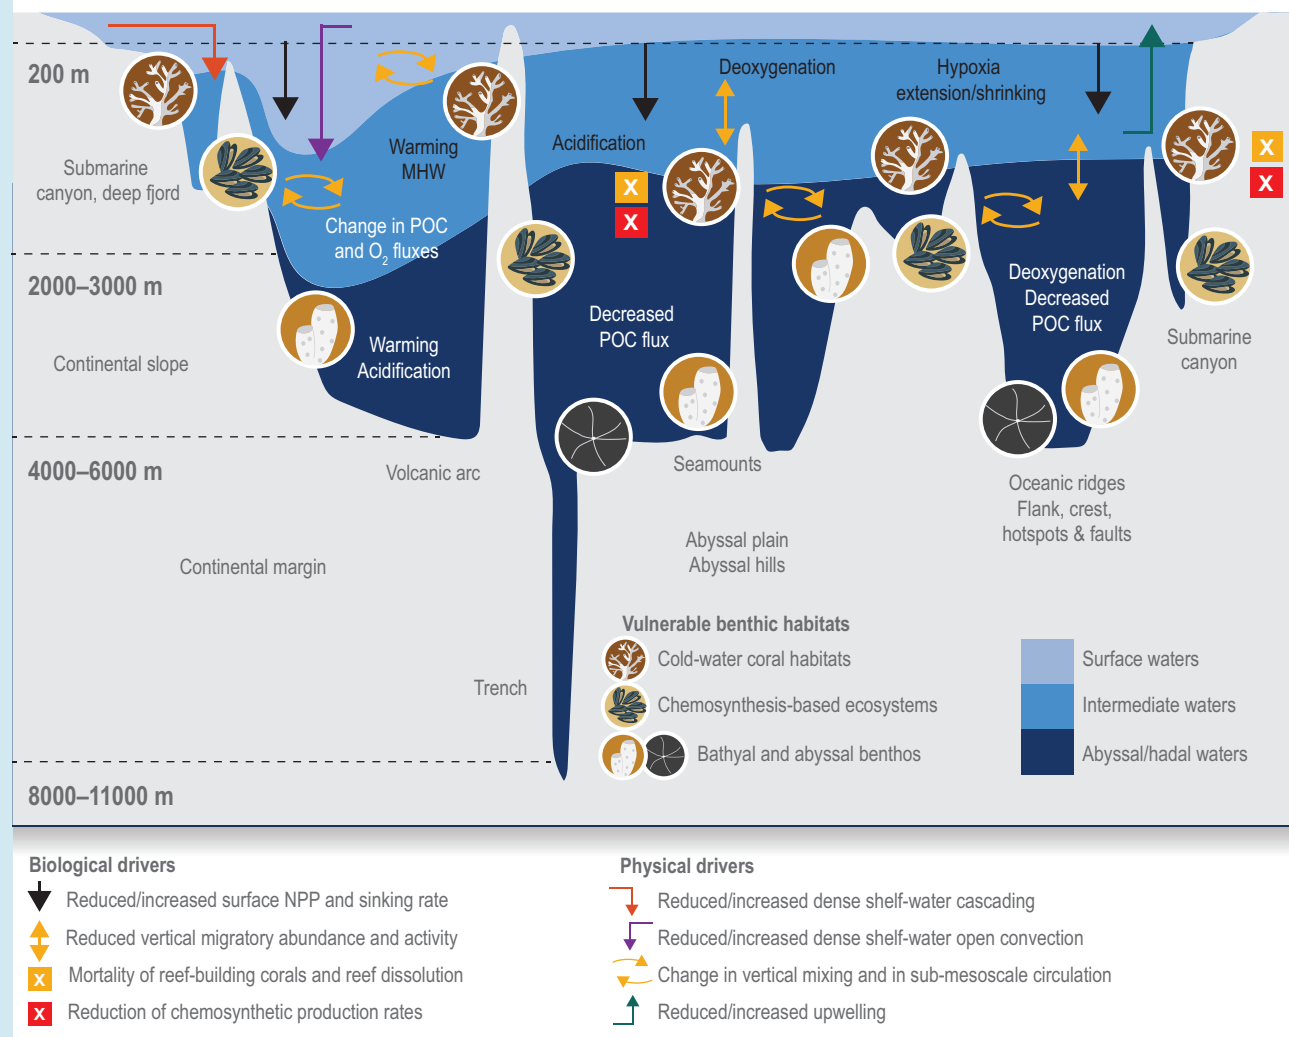 200 m
Deoxygenation
Hypoxia
extension/shrinking
Acidification
Warming
MHW
Submarine
canyon, deep fjord
X
X
X
X
Change in POC
and O2 fluxes
2000–3000 m
Deoxygenation
Decreased
POC flux
Decreased
POC flux
Warming
Acidification
Continental slope
Submarine
canyon
4000–6000 m
Volcanic arc
Seamounts
Oceanic ridges
Flank, crest,
hotspots & faults
Abyssal plain
Abyssal hills
Continental margin
Trench
Vulnerable benthic habitats
Cold-water coral habitats
Chemosynthesis-based ecosystems
Bathyal and abyssal benthos
Surface waters
Intermediate waters
Abyssal/hadal waters
8000–11000 m
Biological drivers
Reduced/increased surface NPP and sinking rate
Reduced vertical migratory abundance and activity
X Mortality of reef-building corals and reef dissolution
X Reduction of chemosynthetic production rates
Physical drivers
Reduced/increased dense shelf-water cascading
Reduced/increased dense shelf-water open convection
Change in vertical mixing and in sub-mesoscale circulation
Reduced/increased upwelling